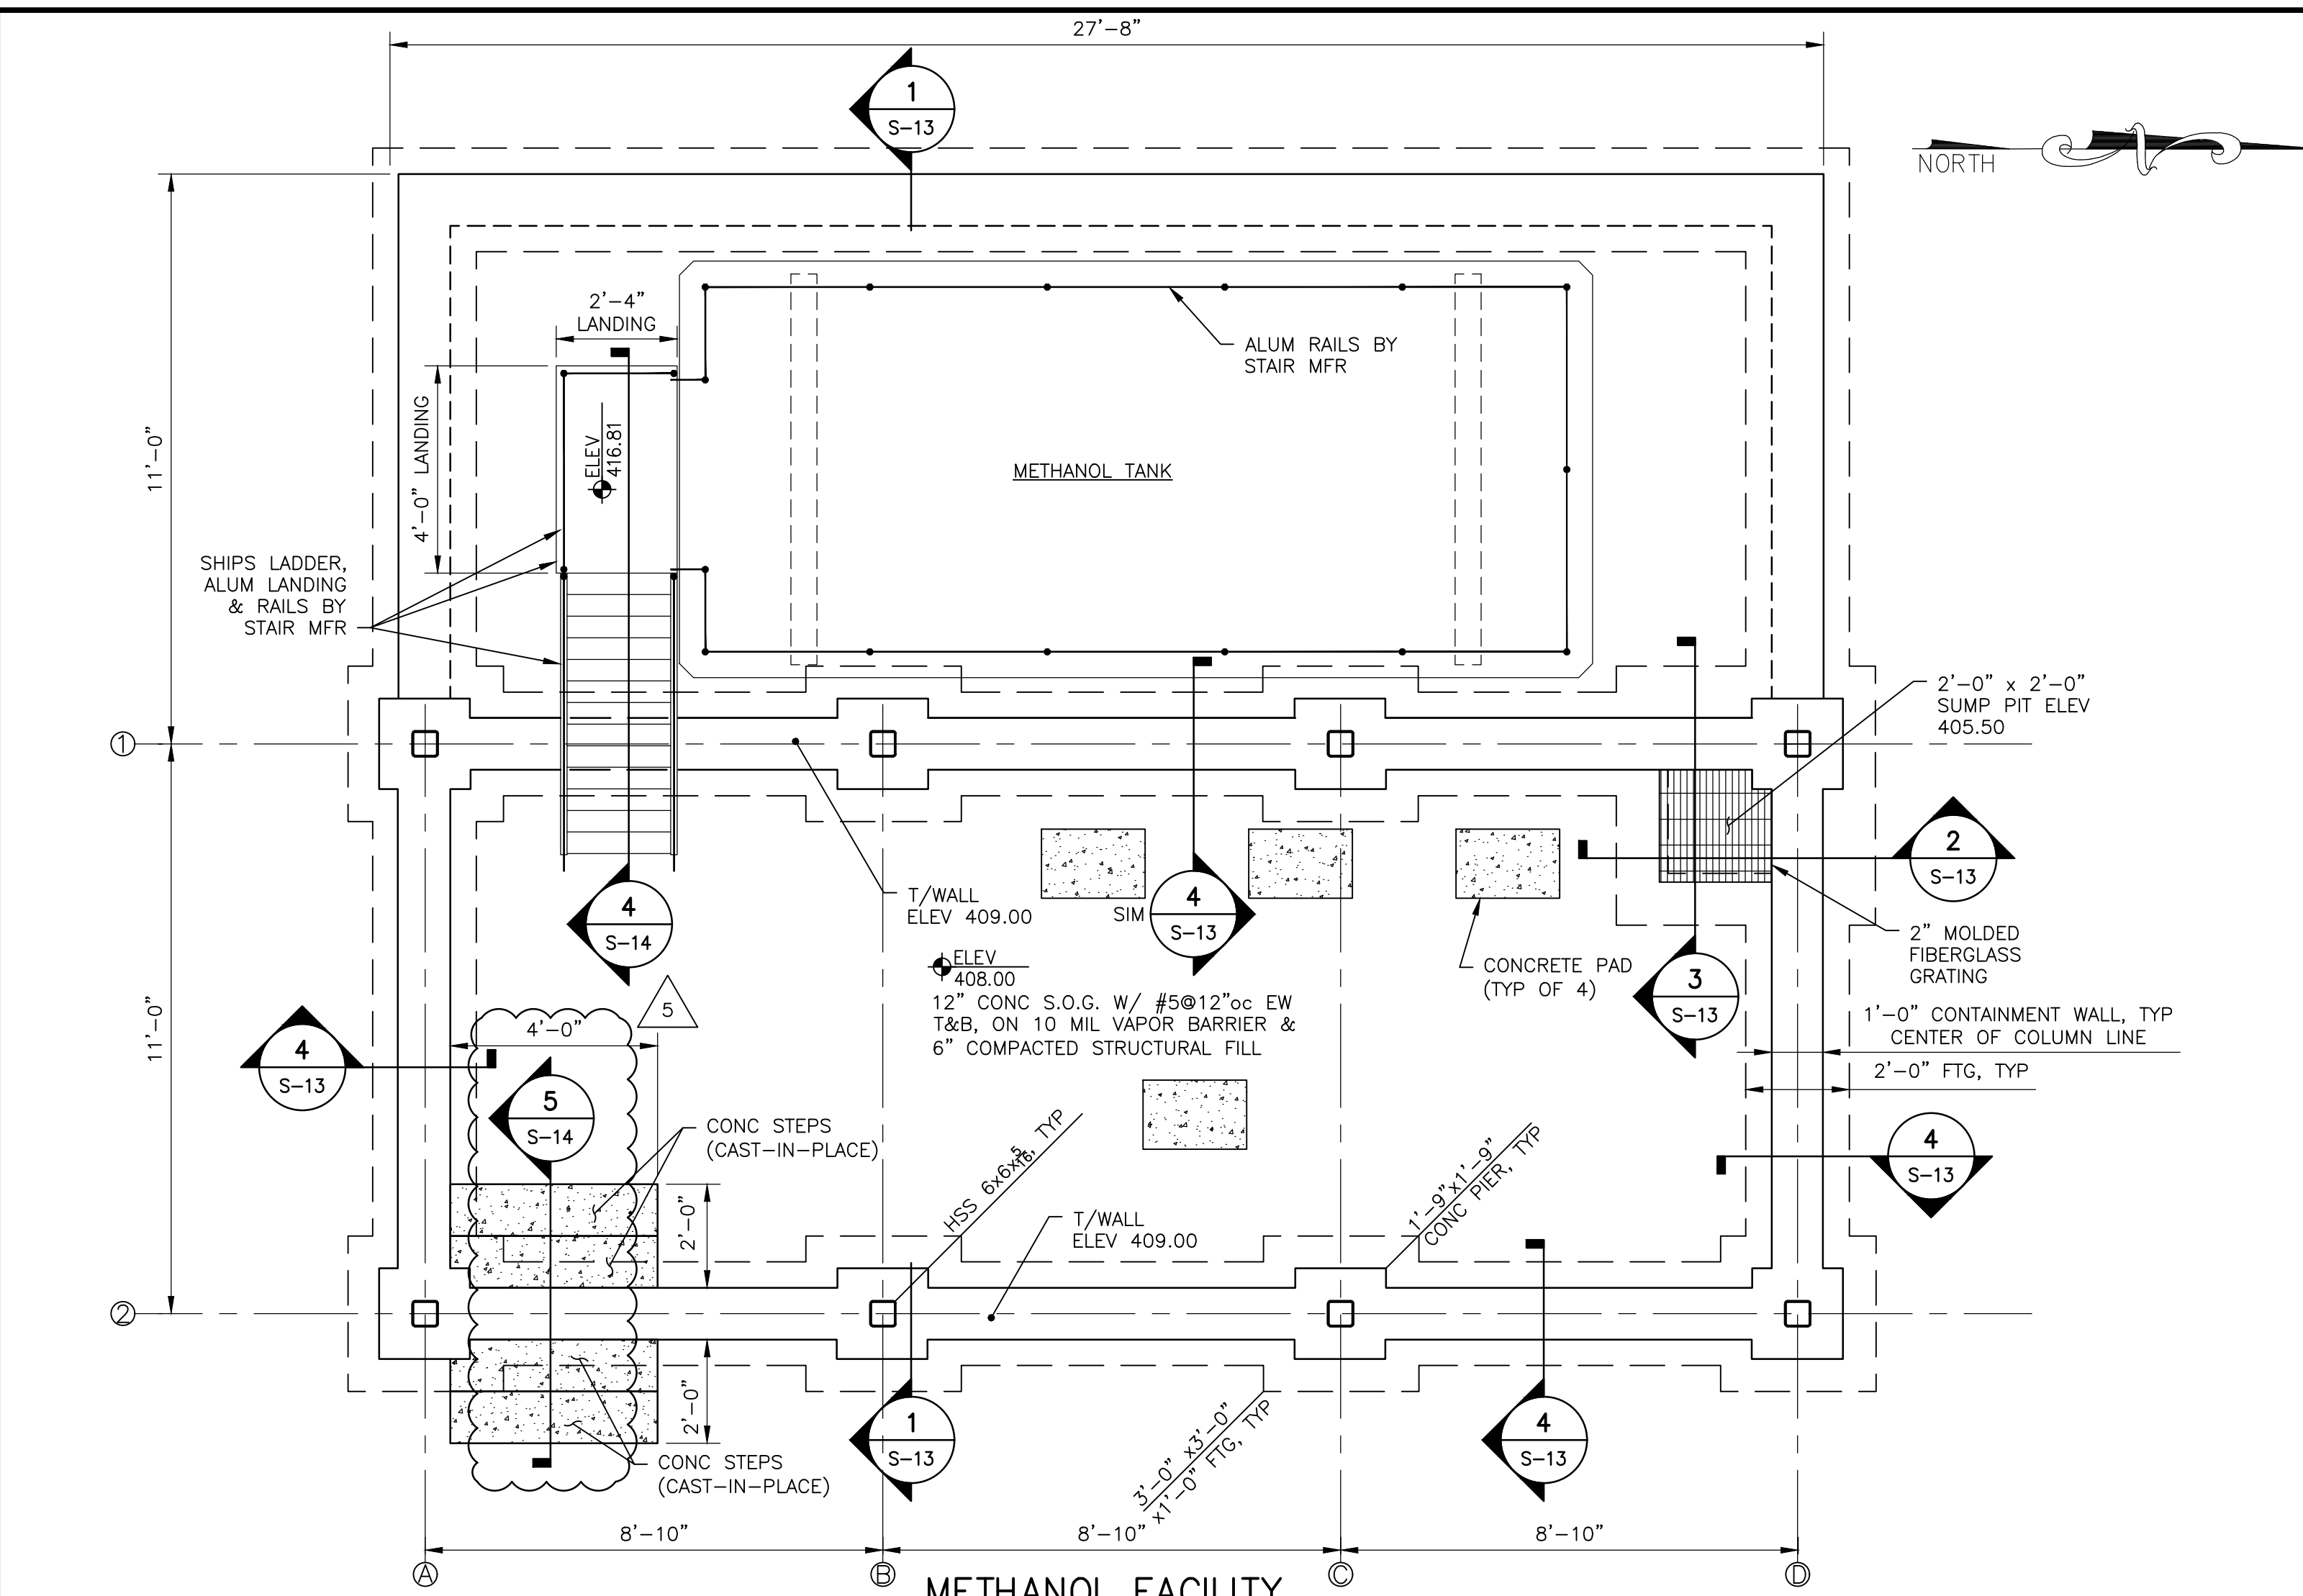 27'-8"
1
S-13
NORTH
2'-4"
LANDING
ALUM RAILS BY
STAIR MFR
11'-0"
4'-0" LANDING
ELEV
416.81
METHANOL TANK
SHIPS LADDER,
ALUM LANDING
& RAILS BY
STAIR MFR
2'-0" x 2'-0"
SUMP PIT ELEV
405.50
1
2
S-13
T/WALL
ELEV 409.00
4
S-14
SIM
4
S-13
2" MOLDED
FIBERGLASS
GRATING
ELEV
408.00
12" CONC S.O.G. W/ #5@12"oc EW
T&B, ON 10 MIL VAPOR BARRIER &
6" COMPACTED STRUCTURAL FILL
CONCRETE PAD
(TYP OF 4)
3
S-13
1'-0" CONTAINMENT WALL, TYP
CENTER OF COLUMN LINE
2'-0" FTG, TYP
11'-0"
5
4'-0"
4
S-13
5
S-14
CONC STEPS
(CAST-IN-PLACE)
2'-0"
HSS 6x6x5/16, TYP
T/WALL
ELEV 409.00
1'-9"x1'-9"
CONC PIER, TYP
4
S-13
2
2'-0"
CONC STEPS
(CAST-IN-PLACE)
1
S-13
3'-0" x3'-0"
x1'-0" FTG, TYP
4
S-13
8'-10"
8'-10"
8'-10"
A
B
C
D
METHANOL FACILITY